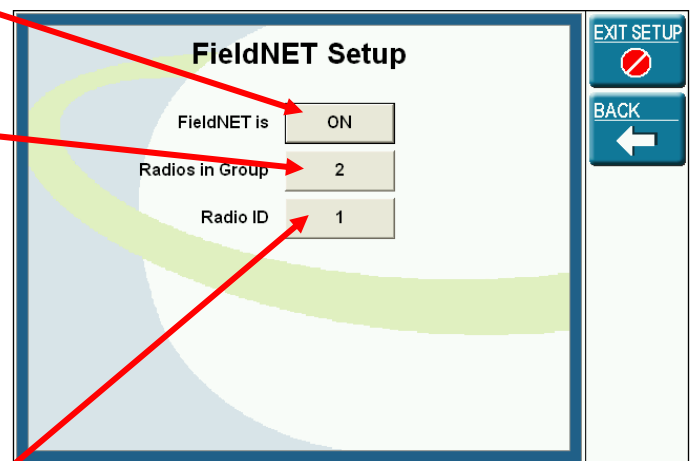 FieldNET Setup
FieldNET is ON
Radios in Group 2
Radio ID 1
EXIT SETUP
BACK